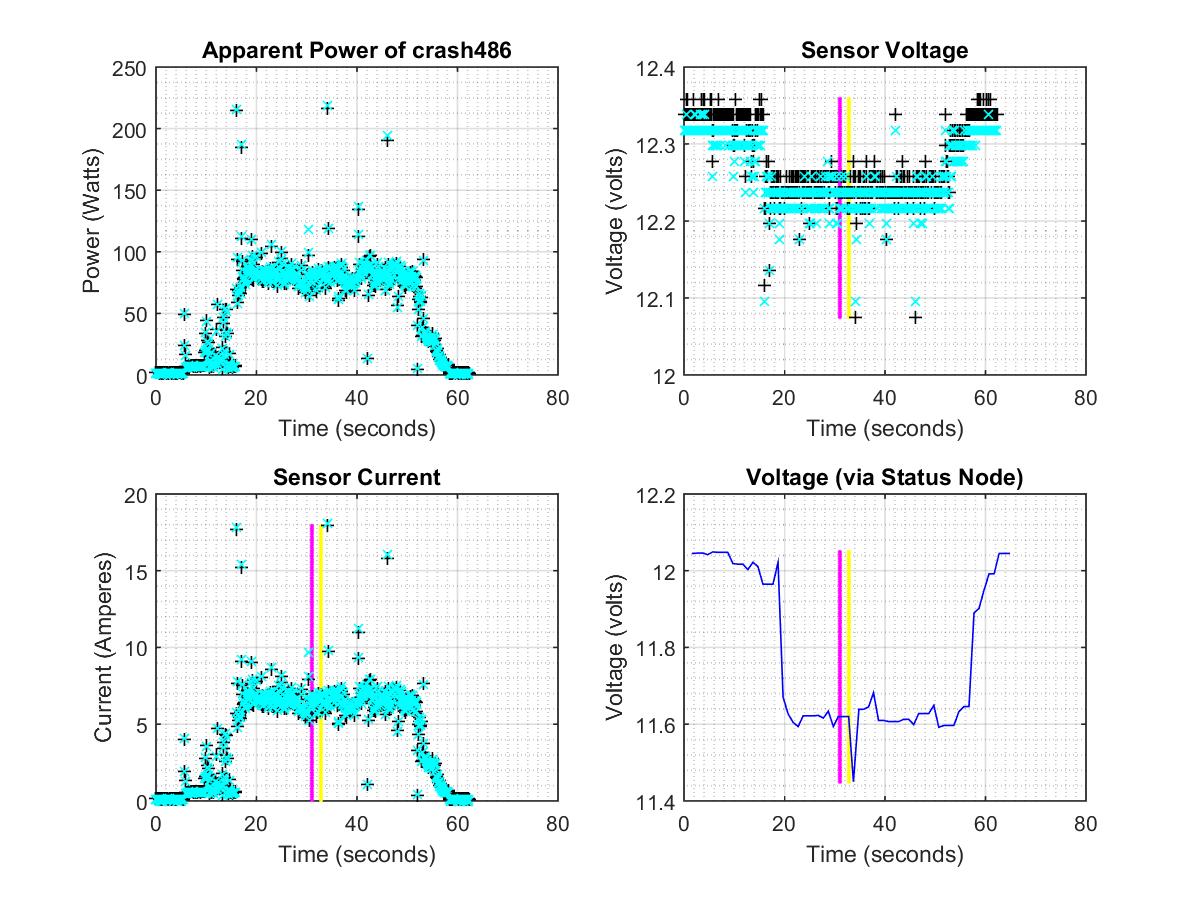 Apparent Power of crash486
250
200
150
100
50
0
Power (Watts)
0 20 40 60 80
Time (seconds)
Sensor Voltage
12.4
12.3
12.2
12.1
12
Voltage (volts)
0 20 40 60 80
Time (seconds)
Sensor Current
20
15
10
5
0
Current (Amperes)
0 20 40 60 80
Time (seconds)
Voltage (via Status Node)
12.2
12
11.8
11.6
11.4
Voltage (volts)
0 20 40 60 80
Time (seconds)